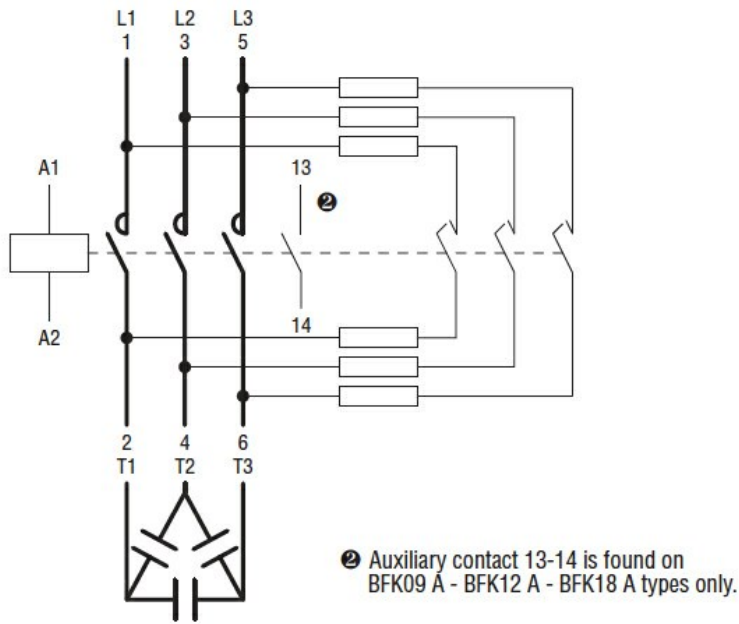 L1 L2 L3
1 3 5
A1
13
❷
A2
14
2 4 6
T1 T2 T3
❷ Auxiliary contact 13-14 is found on
BFK09 A - BFK12 A - BFK18 A types only.